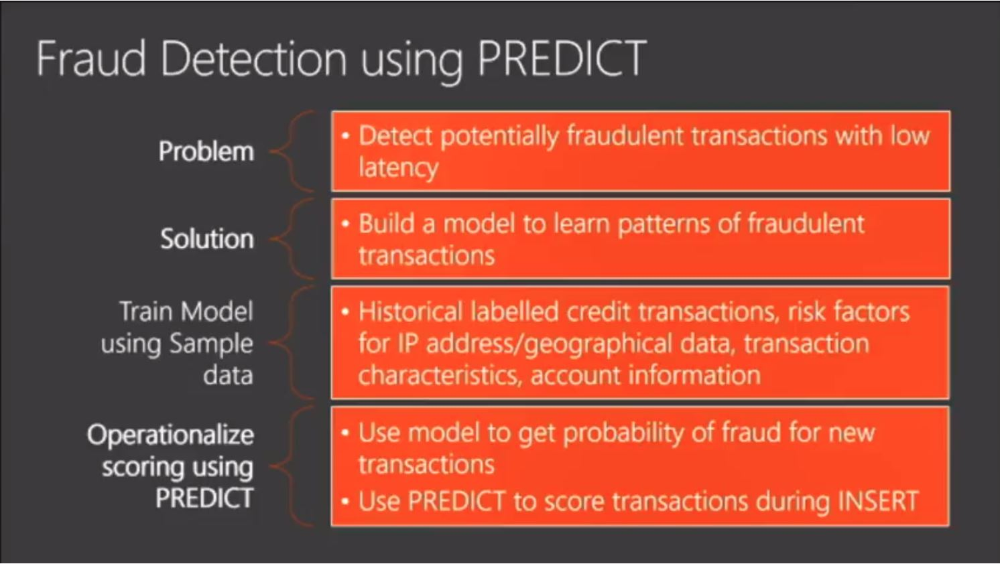 Fraud Detection using PREDICT
Problem
• Detect potentially fraudulent transactions with low
latency
Solution
• Build a model to learn patterns of fraudulent
transactions
Train Model
using Sample
data
• Historical labelled credit transactions, risk factors
for IP address/geographical data, transaction
characteristics, account information
Operationalize
scoring using
PREDICT
• Use model to get probability of fraud for new
transactions
• Use PREDICT to score transactions during INSERT